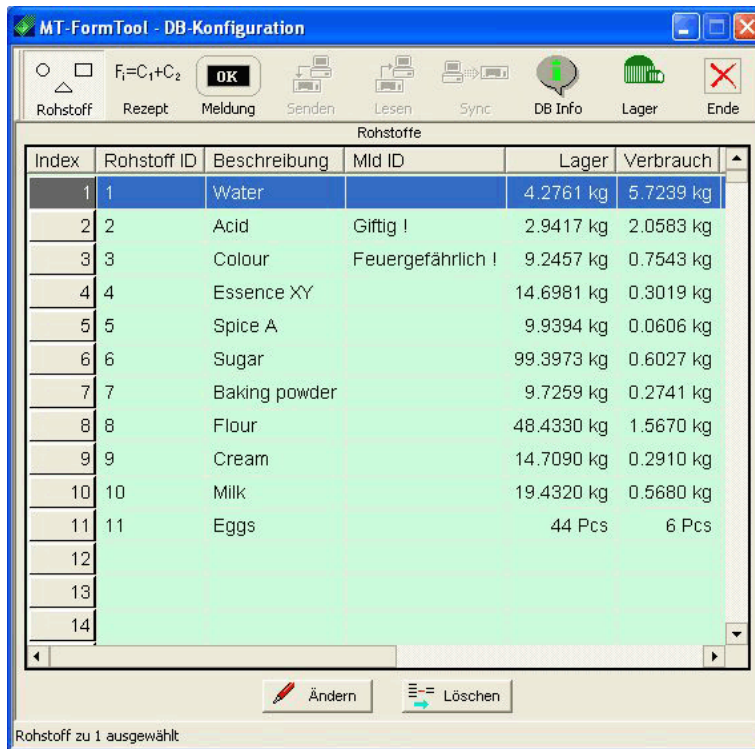 MT-FormTool - DB-Konfiguration
Fi=C1+C2 OK
Rohstoff Rezept Meldung Senden Lesen Sync DB Info Lager Ende
Rohstoffe
Index Rohstoff ID Beschreibung Mld ID Lager Verbrauch
1 1 Water 4.2761 kg 5.7239 kg
2 2 Acid Giftig ! 2.9417 kg 2.0583 kg
3 3 Colour Feuergefährlich ! 9.2457 kg 0.7543 kg
4 4 Essence XY 14.6981 kg 0.3019 kg
5 5 Spice A 9.9394 kg 0.0606 kg
6 6 Sugar 99.3973 kg 0.6027 kg
7 7 Baking powder 9.7259 kg 0.2741 kg
8 8 Flour 48.4330 kg 1.5670 kg
9 9 Cream 14.7090 kg 0.2910 kg
10 10 Milk 19.4320 kg 0.5680 kg
11 11 Eggs 44 Pcs 6 Pcs
12
13
14
Ändern Löschen
Rohstoff zu 1 ausgewählt